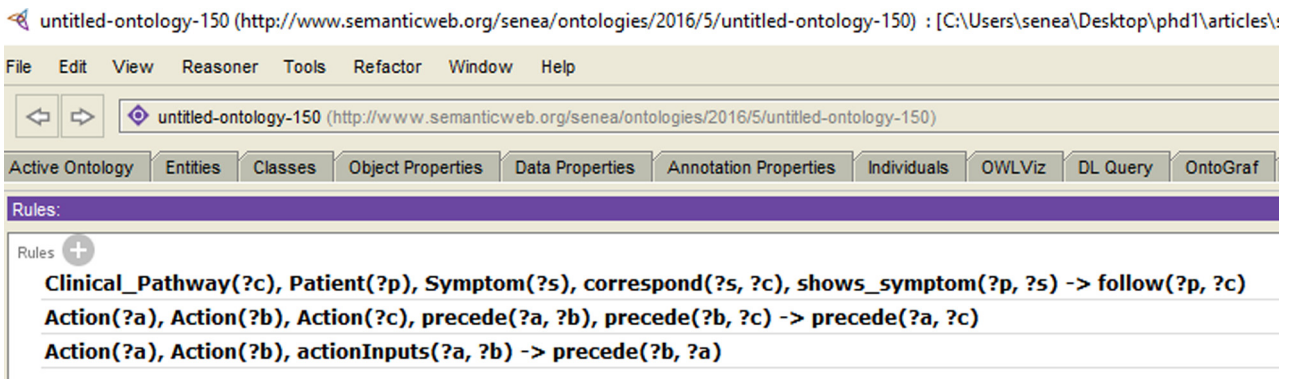 untitled-ontology-150 (http://www.semanticweb.org/senea/ontologies/2016/5/untitled-ontology-150) : [C:\Users\senea\Desktop\phd1\articles\
File Edit View Reasoner Tools Refactor Window Help
untitled-ontology-150 (http://www.semanticweb.org/senea/ontologies/2016/5/untitled-ontology-150)
Active Ontology Entities Classes Object Properties Data Properties Annotation Properties Individuals OWLViz DL Query OntoGraf
Rules:
Rules
Clinical_Pathway(?c), Patient(?p), Symptom(?s), correspond(?s, ?c), shows_symptom(?p, ?s) -> follow(?p, ?c)
Action(?a), Action(?b), Action(?c), precede(?a, ?b), precede(?b, ?c) -> precede(?a, ?c)
Action(?a), Action(?b), actionInputs(?a, ?b) -> precede(?b, ?a)